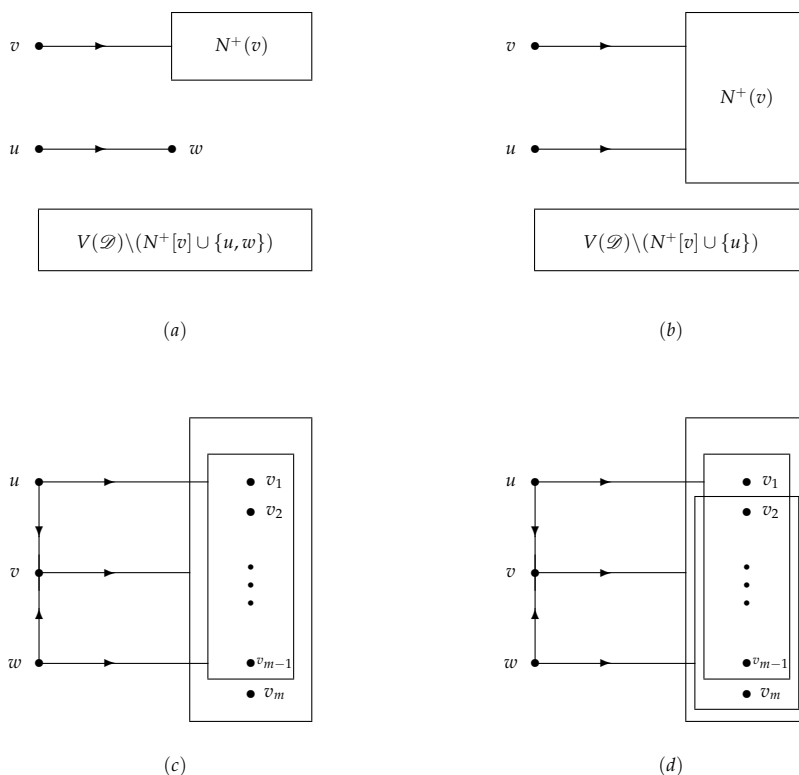 v
N⁺(v)
u
w
V(𝒟)\(N⁺[v] ∪ {u, w})
(a)
v
N⁺(v)
u
V(𝒟)\(N⁺[v] ∪ {u})
(b)
u
v₁
v₂
v
w
vₘ₋₁
vₘ
(c)
u
v₁
v₂
v
w
vₘ₋₁
vₘ
(d)